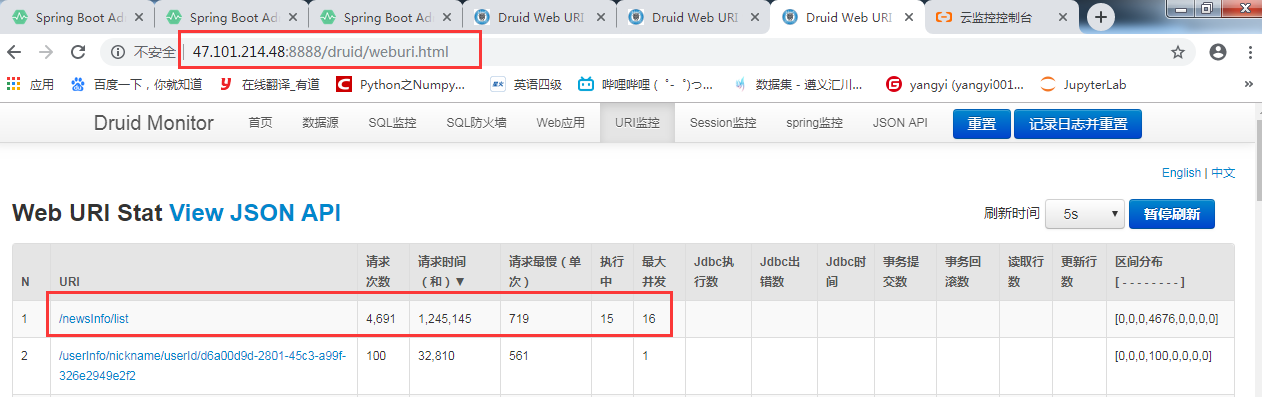 Spring Boot Ad
Spring Boot Ad
Spring Boot Ad
Druid Web URI
Druid Web URI
Druid Web URI
云监控控制台
不安全 | 47.101.214.48:8888/druid/weburi.html
应用
百度一下，你就知道
在线翻译_有道
Python之Numpy...
英语四级
哔哩哔哩 ( ゜- ゜)つ...
数据集 - 遵义汇川...
yangyi (yangyi001...
JupyterLab
»
Druid Monitor
首页
数据源
SQL监控
SQL防火墙
Web应用
URI监控
Session监控
spring监控
JSON API
重置
记录日志并重置
English | 中文
Web URI Stat View JSON API
刷新时间 5s 暂停刷新
N URI 请求次数 请求时间（和）▼ 请求最慢（单次） 执行中 最大并发 Jdbc执行数 Jdbc出错数 Jdbc时间 事务提交数 事务回滚数 读取行数 更新行数 区间分布 [ - - - - - - - - ]
1 /newsInfo/list 4,691 1,245,145 719 15 16 [0,0,0,4676,0,0,0,0]
2 /userInfo/nickname/userId/d6a00d9d-2801-45c3-a99f-326e2949e2f2 100 32,810 561 1 [0,0,0,100,0,0,0,0]